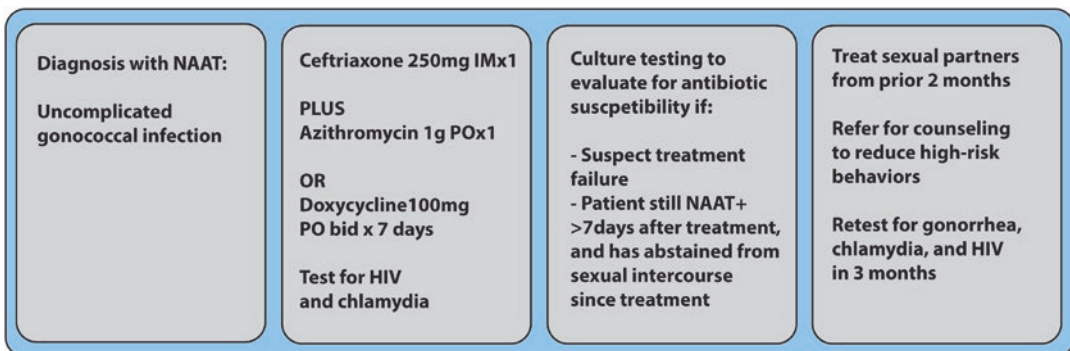 Diagnosis with NAAT:
Uncomplicated
gonococcal infection
Ceftriaxone 250mg IMx1
PLUS
Azithromycin 1g POx1
OR
Doxycycline100mg
PO bid x 7 days
Test for HIV
and chlamydia
Culture testing to
evaluate for antibiotic
suscpetibility if:
- Suspect treatment
failure
- Patient still NAAT+
>7days after treatment,
and has abstained from
sexual intercourse
since treatment
Treat sexual partners
from prior 2 months
Refer for counseling
to reduce high-risk
behaviors
Retest for gonorrhea,
chlamydia, and HIV
in 3 months